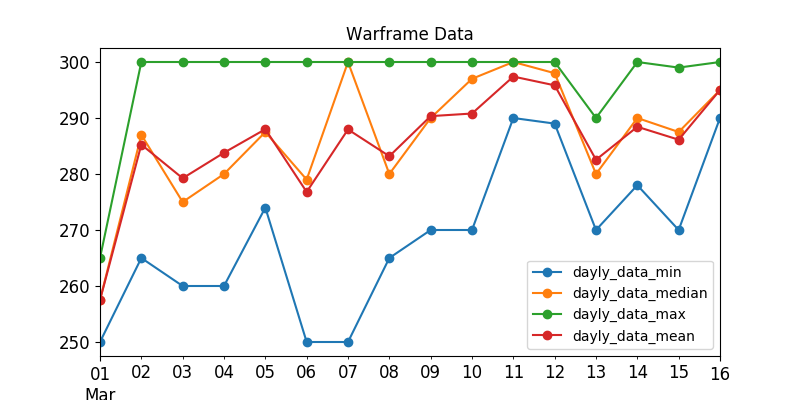 Warframe Data
300
290
280
270
260
250
dayly_data_min
dayly_data_median
dayly_data_max
dayly_data_mean
01 02 03 04 05 06 07 08 09 10 11 12 13 14 15 16
Mar